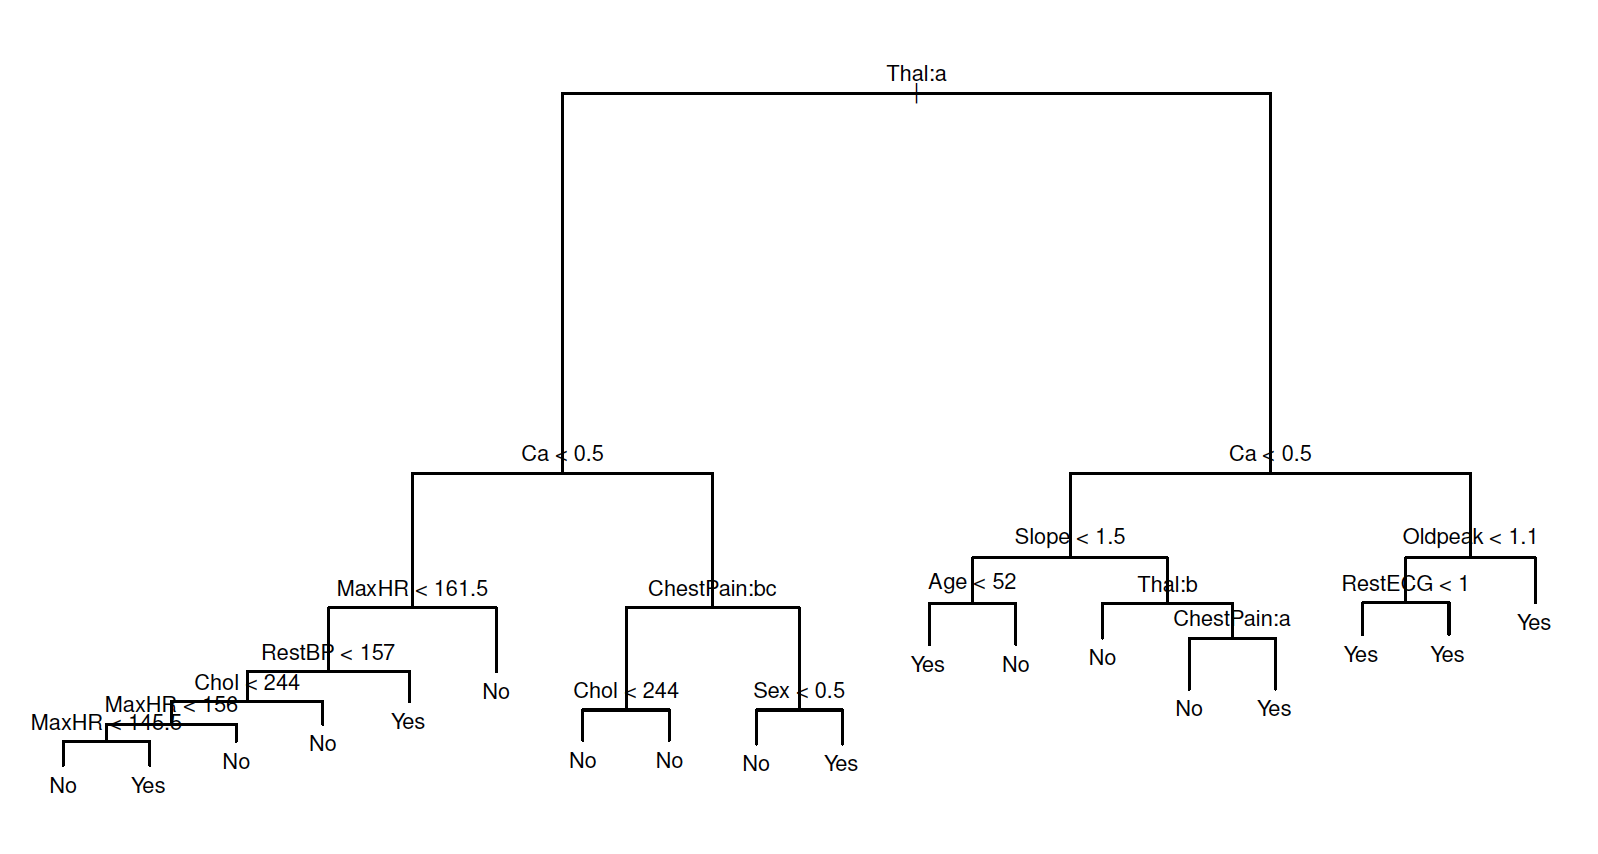 Thal:a
Ca < 0.5
Ca < 0.5
Slope < 1.5
Oldpeak < 1.1
Age < 52
Thal:b
RestECG < 1
MaxHR < 161.5
ChestPain:bc
ChestPain:a
Yes
RestBP < 157
Yes
No
No
Yes
Yes
Chol < 244
No
Chol < 244
Sex < 0.5
No
Yes
MaxHR < 156
MaxHR < 145.5
Yes
No
No
No
No
No
Yes
No
Yes